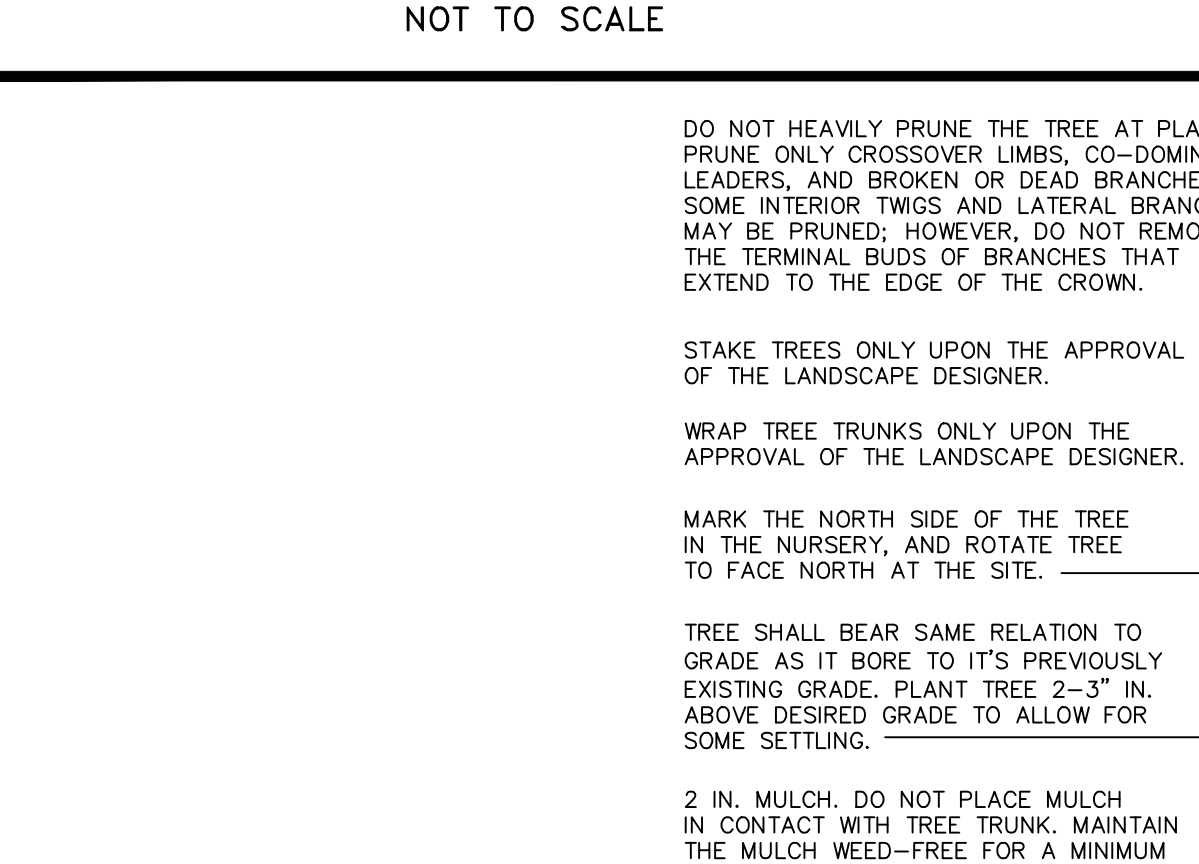 NOT TO SCALE
DO NOT HEAVILY PRUNE THE TREE AT
PRUNE ONLY CROSSOVER LIMBS,
LEADERS, AND BROKEN OR DEAD
SOME INTERIOR TWIGS AND LATERAL
MAY BE PRUNED; HOWEVER, DO NOT
THE TERMINAL BUDS OF BRANCHES THAT
EXTEND TO THE EDGE OF THE CROWN.
STAKE TREES ONLY UPON THE APPROVAL
OF THE LANDSCAPE DESIGNER.
WRAP TREE TRUNKS ONLY UPON THE
APPROVAL OF THE LANDSCAPE DESIGNER.
MARK THE NORTH SIDE OF THE TREE
IN THE NURSERY, AND ROTATE TREE
TO FACE NORTH AT THE SITE.
TREE SHALL BEAR SAME RELATION TO
GRADE AS IT BORE TO IT'S PREVIOUSLY
EXISTING GRADE. PLANT TREE 2–3" IN.
ABOVE DESIRED GRADE TO ALLOW FOR
SOME SETTLING.
2 IN. MULCH. DO NOT PLACE MULCH
IN CONTACT WITH TREE TRUNK. MAINTAIN
THE MULCH WEED–FREE FOR A MINIMUM